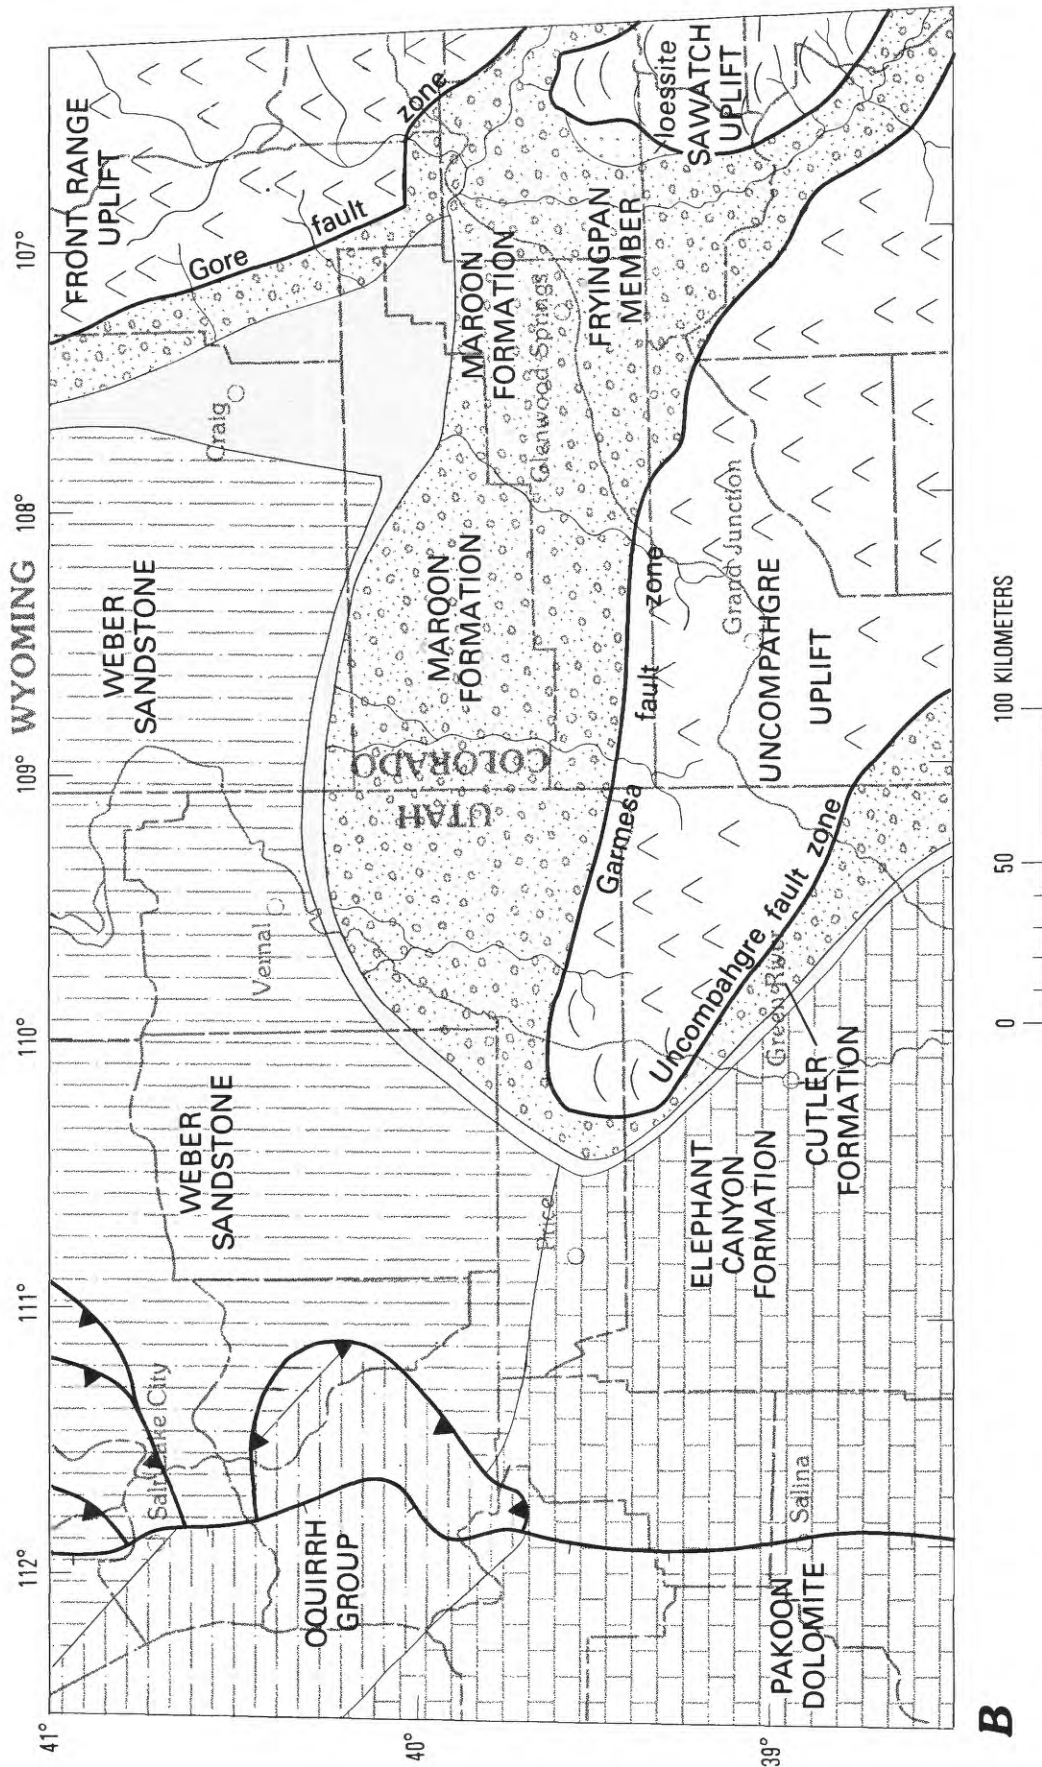 WYOMING
112°
111°
110°
109°
108°
107°
41°
40°
39°
FRONT RANGE
UPLIFT
Gore
fault
zone
WEBER
SANDSTONE
WEBER
SANDSTONE
Craig
Vernal
Salt Lake City
OQUIRRH
GROUP
MAROON
FORMATION
MAROON
FORMATION
Glenwood Springs
FRYINGPAN
MEMBER
loessite
SAWATCH
UPLIFT
UTAH
COLORADO
Price
Garmesa
fault
zone
Grand Junction
UNCOMPAHGRE
UPLIFT
Uncompahgre fault zone
Green River
ELEPHANT
CANYON
FORMATION
CUTLER
FORMATION
Salina
PAKOON
DOLOMITE
0
50
100 KILOMETERS
B